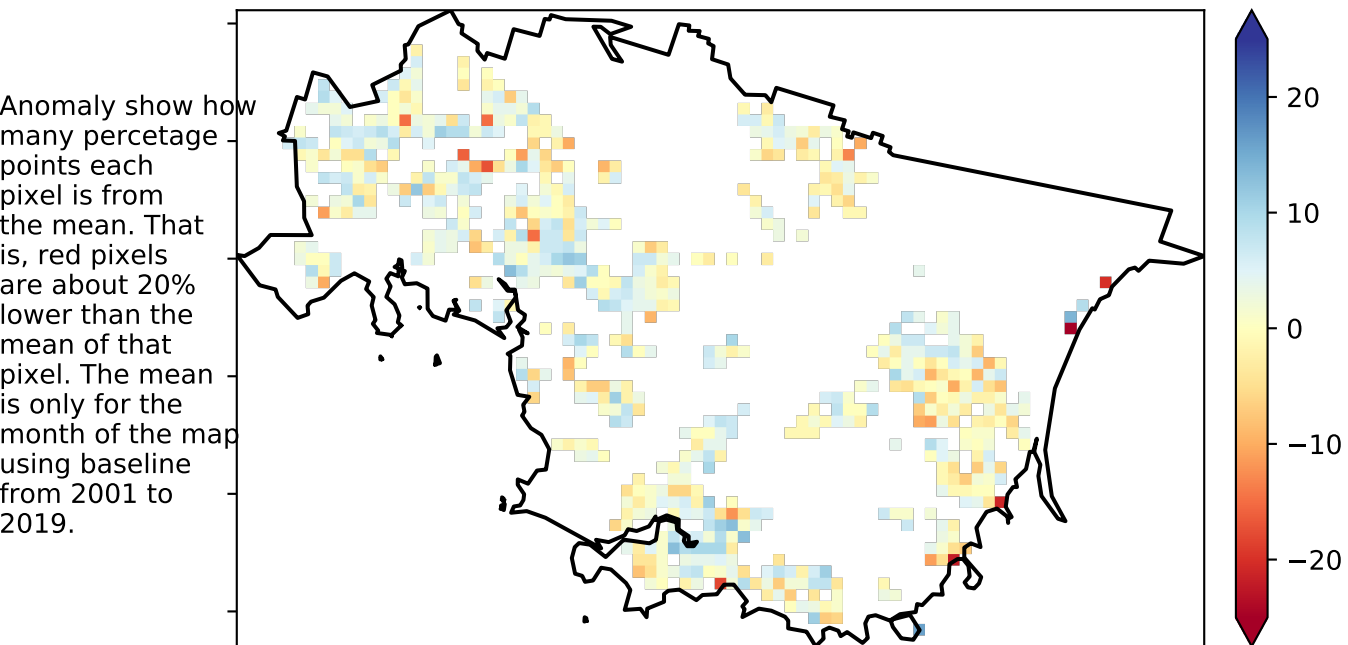 Anomaly show how
many percetage
points each
pixel is from
the mean. That
is, red pixels
are about 20%
lower than the
mean of that
pixel. The mean
is only for the
month of the map
using baseline
from 2001 to
2019.
20
10
0
−10
−20